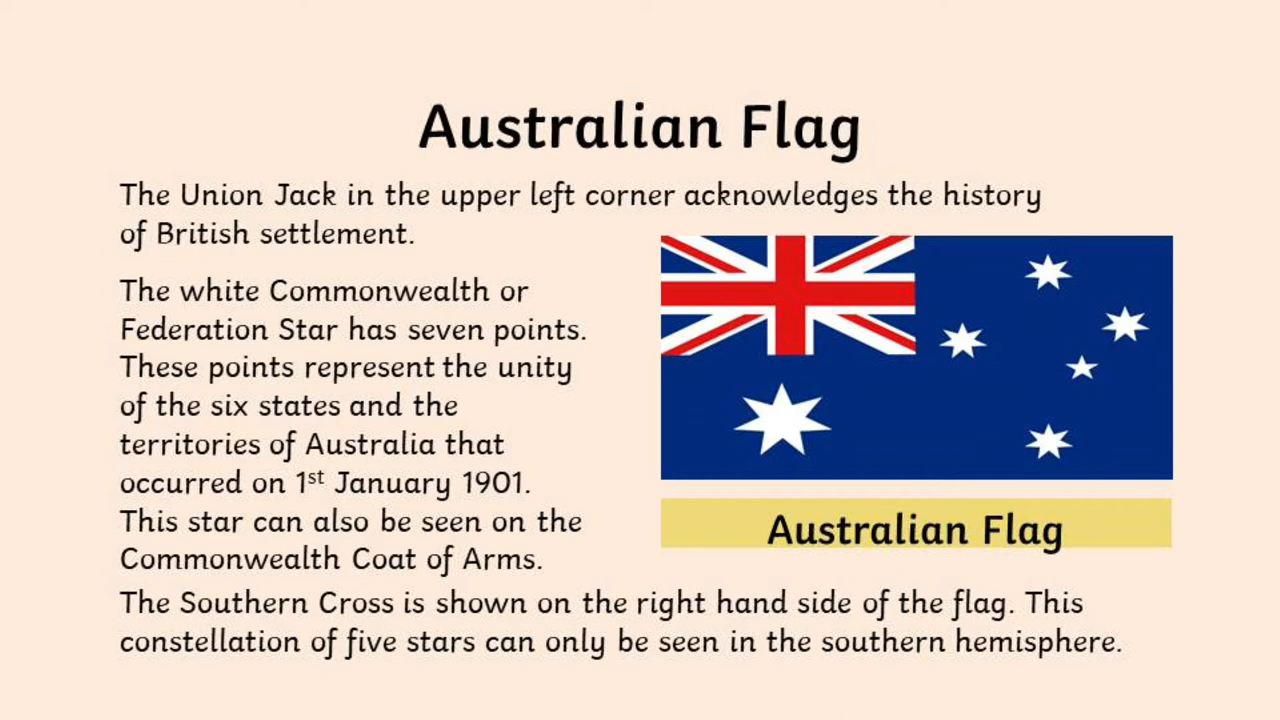 Australian Flag
The Union Jack in the upper left corner acknowledges the history
of British settlement.
The white Commonwealth or
Federation Star has seven points.
These points represent the unity
of the six states and the
territories of Australia that
occurred on 1st January 1901.
This star can also be seen on the
Commonwealth Coat of Arms.
Australian Flag
The Southern Cross is shown on the right hand side of the flag. This
constellation of five stars can only be seen in the southern hemisphere.